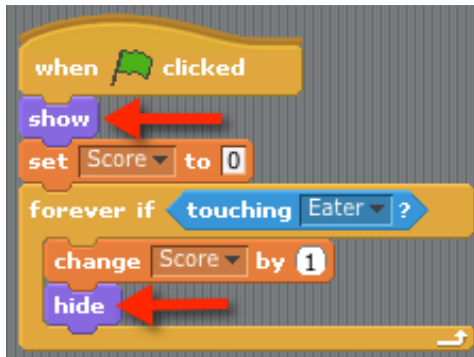 when clicked
show
set Score to 0
forever if touching Eater ?
change Score by 1
hide